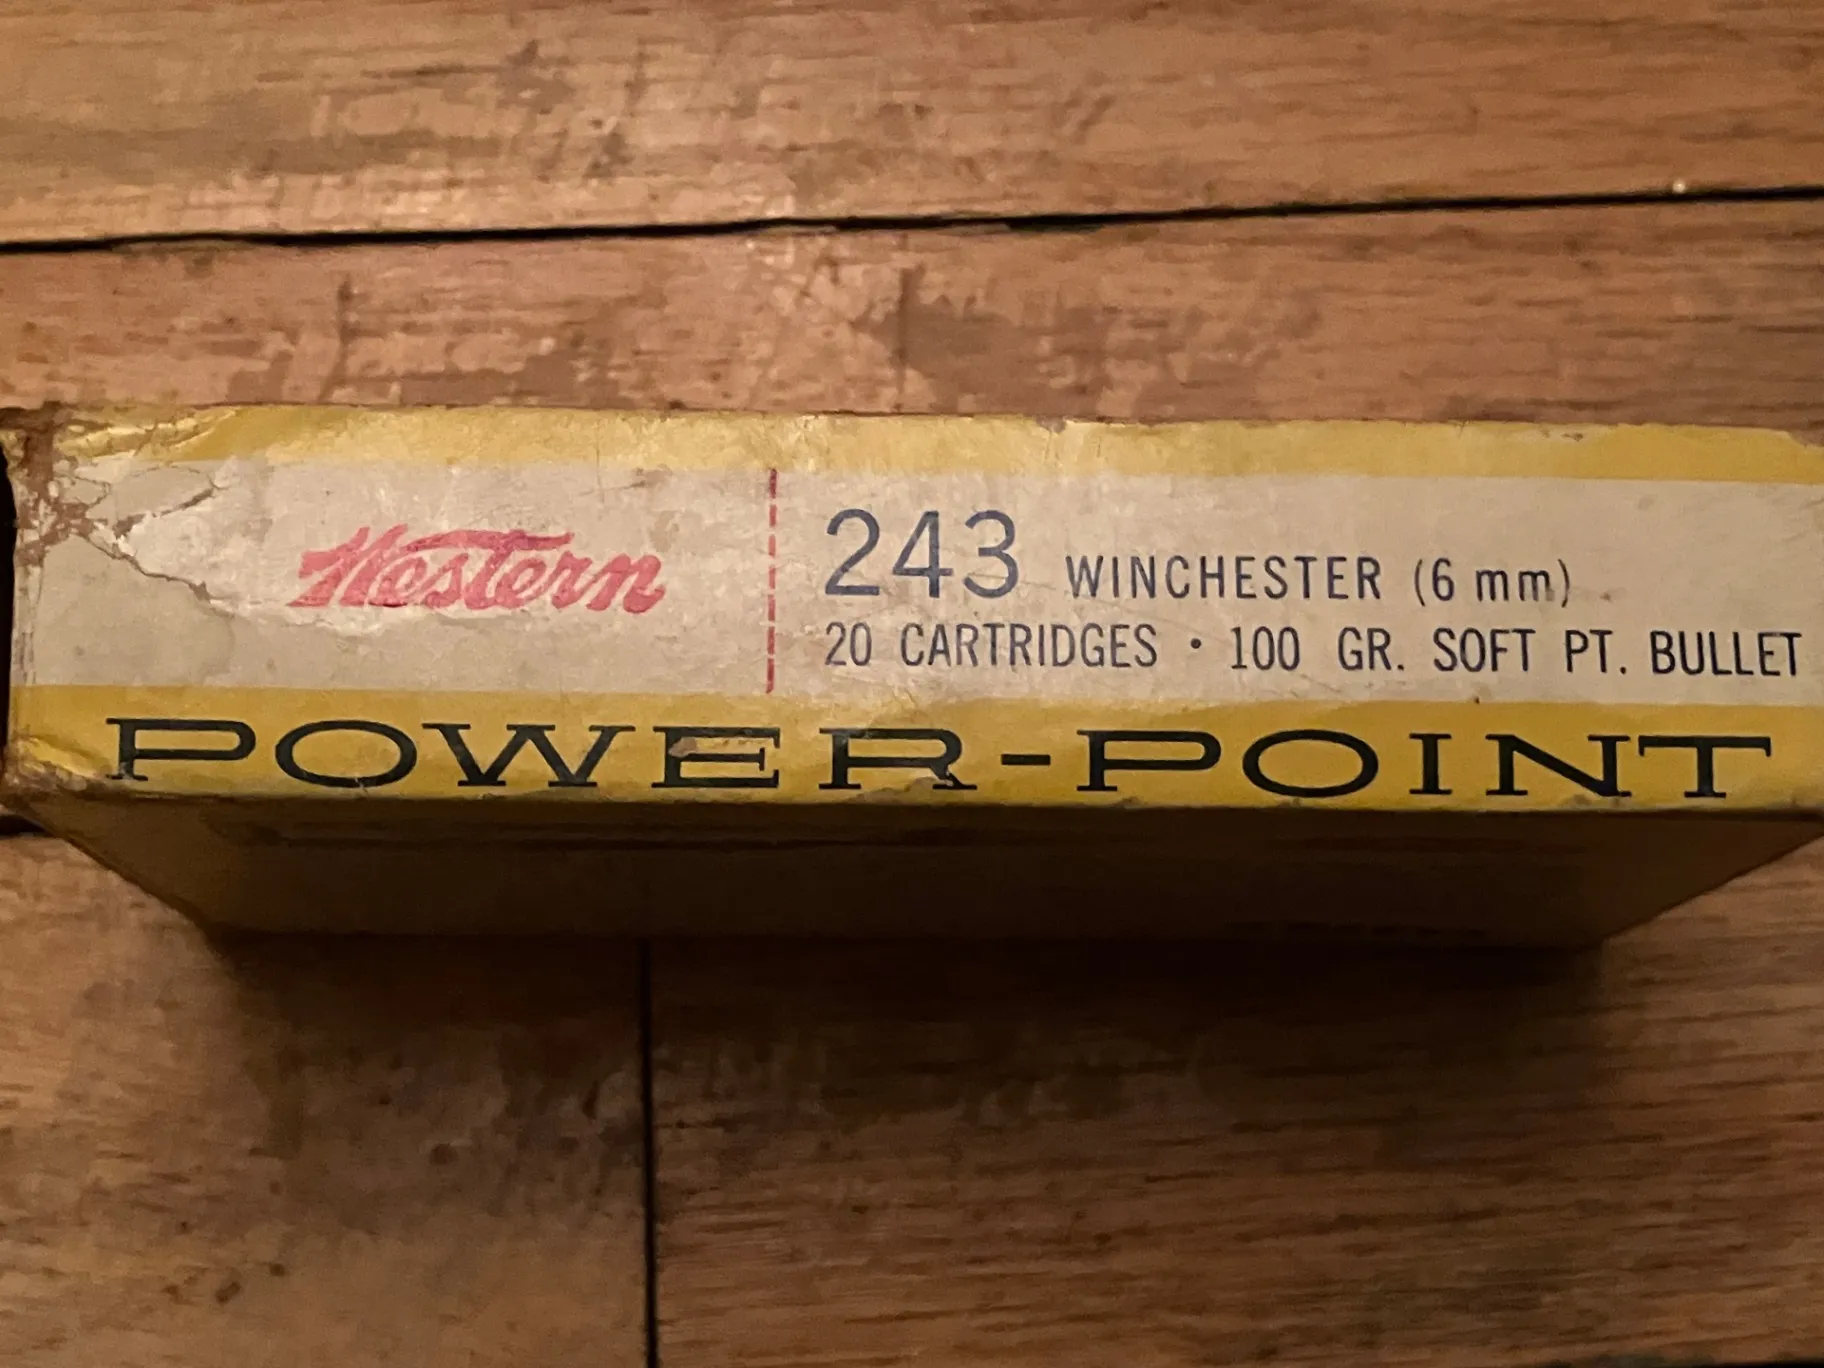 Western
243 WINCHESTER (6 mm)
20 CARTRIDGES • 100 GR. SOFT PT. BULLET
POWER-POINT